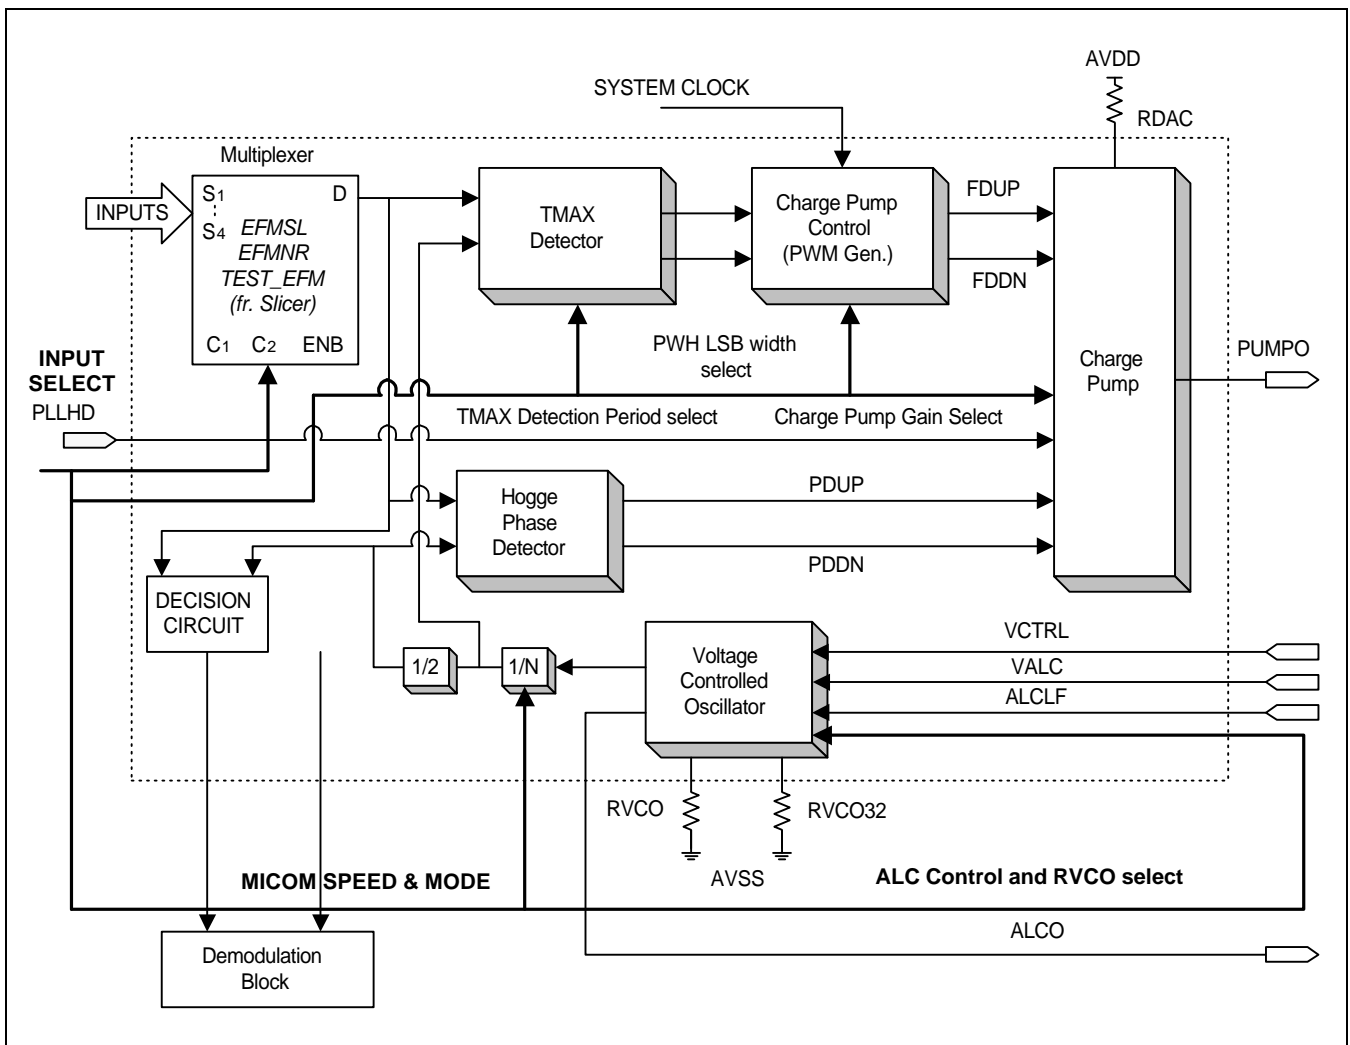 AVDD
SYSTEM CLOCK
RDAC
Multiplexer
INPUTS
S1
D
S4
EFMSL
EFMNR
TEST_EFM
(fr. Slicer)
C1 C2 ENB
TMAX
Detector
Charge Pump
Control
(PWM Gen.)
FDUP
FDDN
INPUT
SELECT
PLLHD
PWH LSB width
select
TMAX Detection Period select
Charge Pump Gain Select
Charge
Pump
PUMPO
Hogge
Phase
Detector
PDUP
PDDN
DECISION
CIRCUIT
1/2
1/N
Voltage
Controlled
Oscillator
VCTRL
VALC
ALCLF
RVCO
RVCO32
AVSS
MICOM SPEED & MODE
ALC Control and RVCO select
ALCO
Demodulation
Block